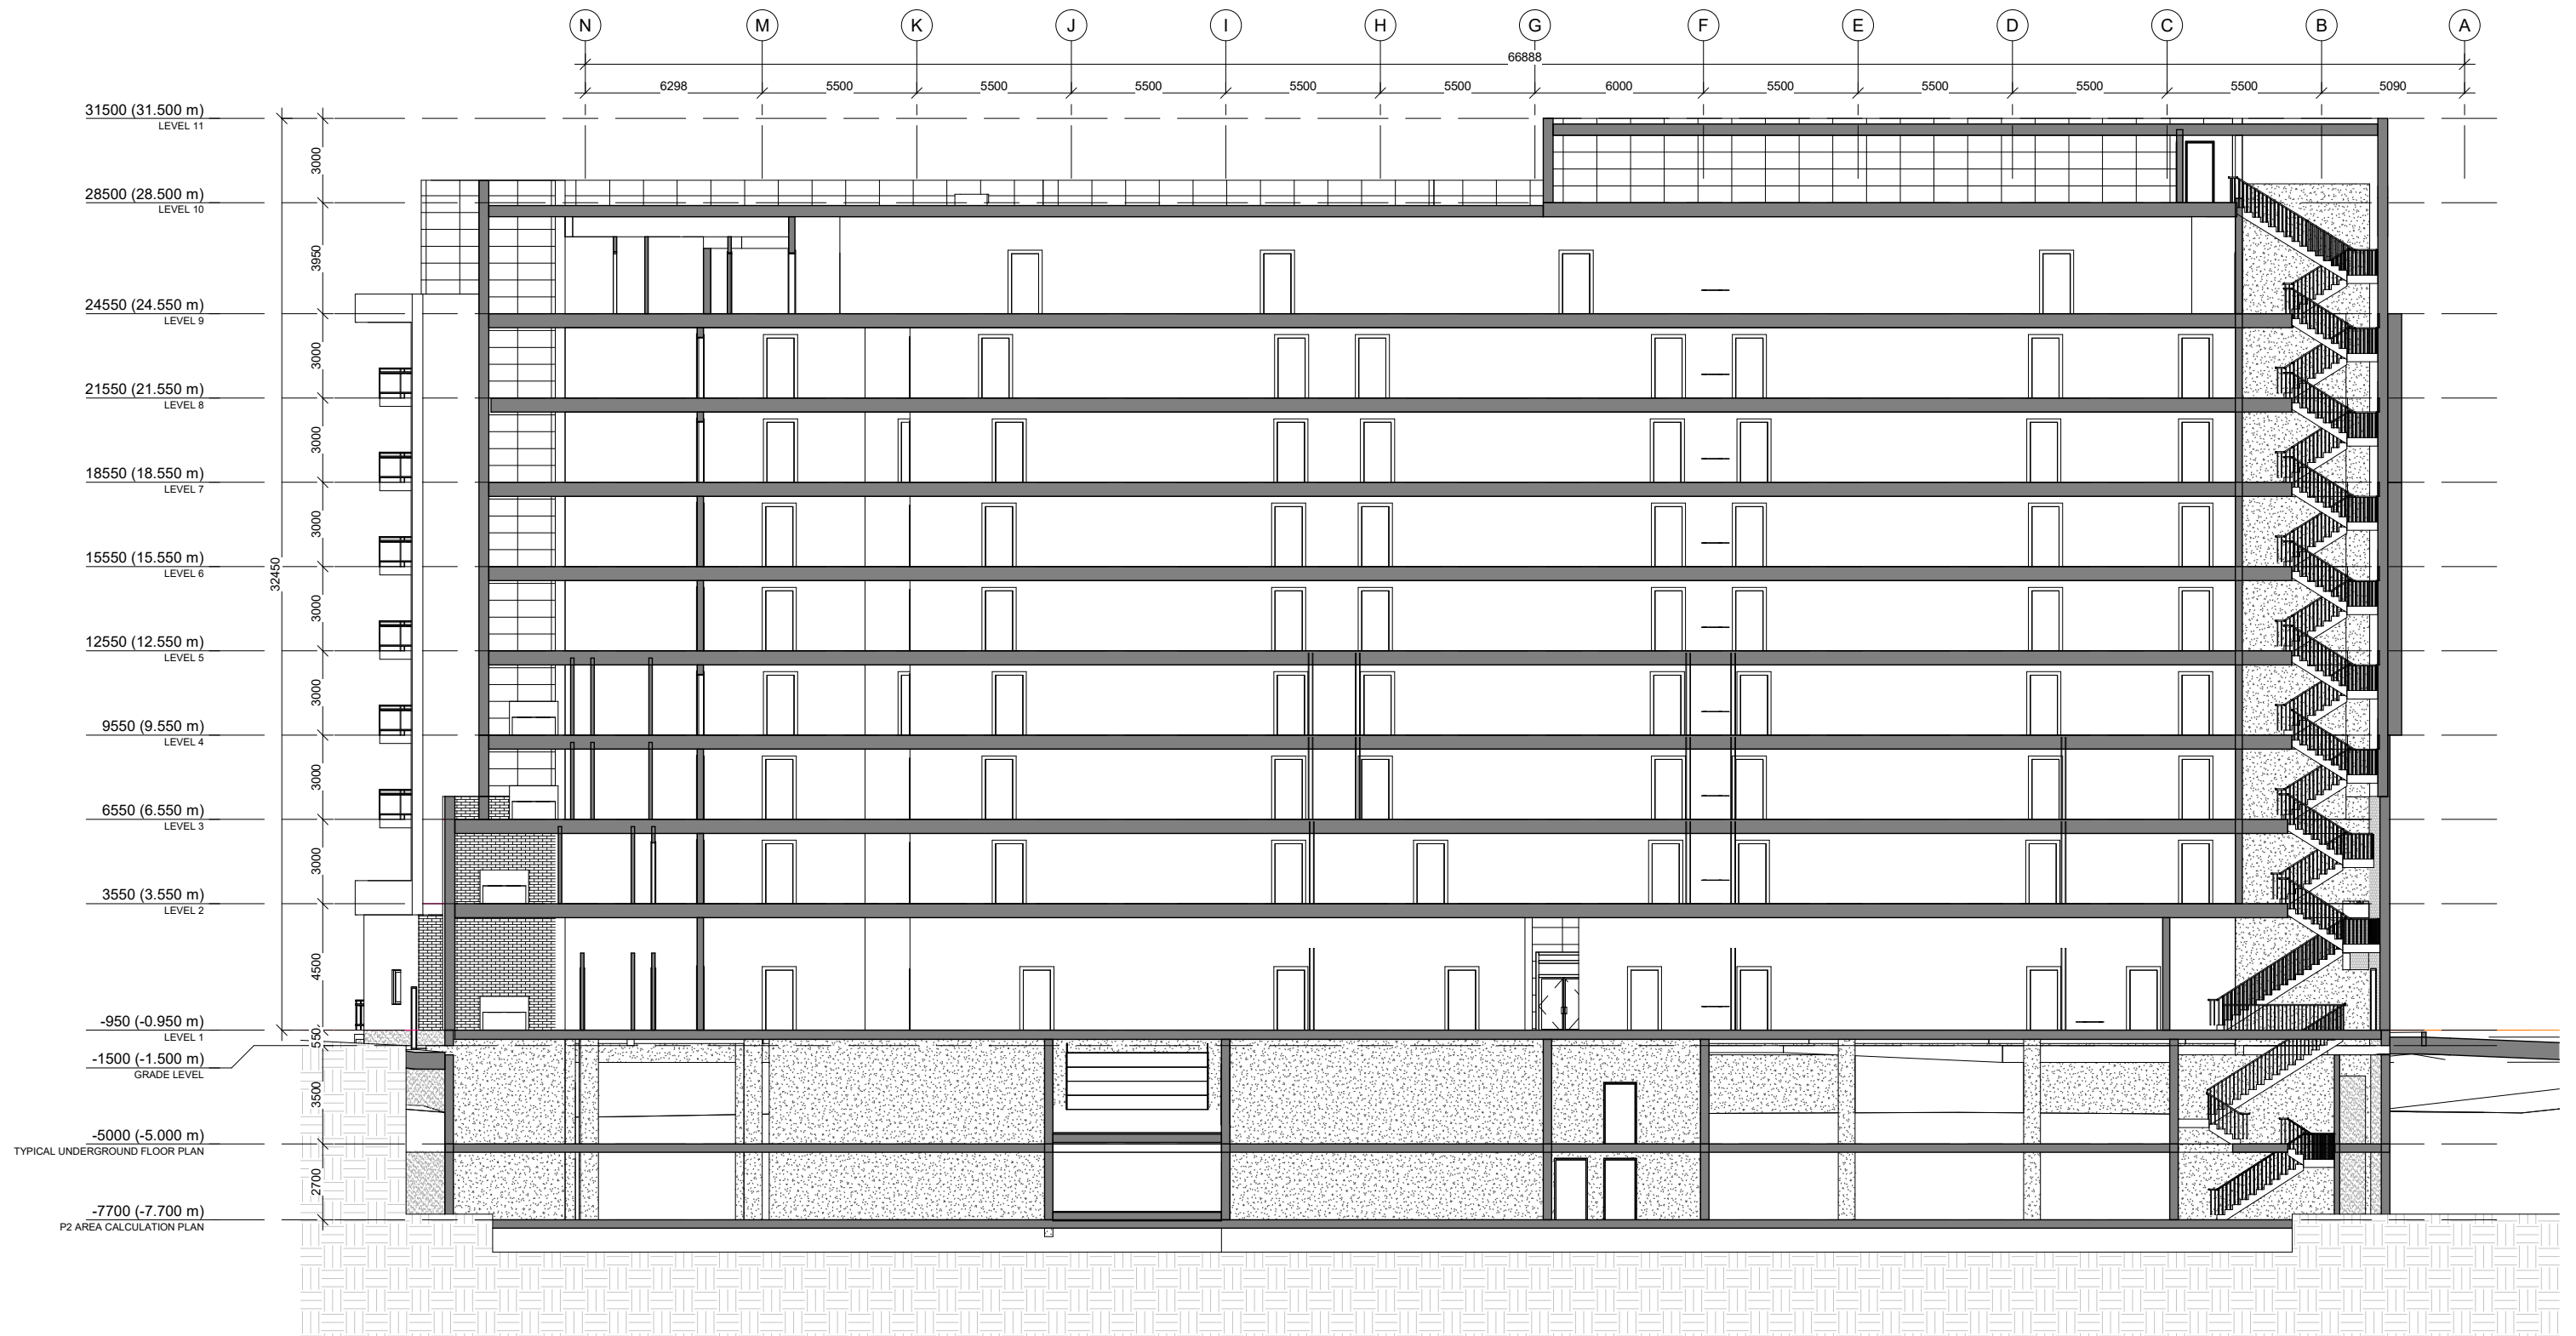 N M K J I H G F E D C B A
66888
6298 5500 5500 5500 5500 5500 6000 5500 5500 5500 5500 5090
31500 (31.500 m)
LEVEL 11
3000
28500 (28.500 m)
LEVEL 10
3950
24550 (24.550 m)
LEVEL 9
3000
21550 (21.550 m)
LEVEL 8
3000
18550 (18.550 m)
LEVEL 7
3000
15550 (15.550 m)
LEVEL 6
32450
3000
12550 (12.550 m)
LEVEL 5
3000
9550 (9.550 m)
LEVEL 4
3000
6550 (6.550 m)
LEVEL 3
3000
3550 (3.550 m)
LEVEL 2
4500
-950 (-0.950 m)
LEVEL 1
550
-1500 (-1.500 m)
GRADE LEVEL
3500
-5000 (-5.000 m)
TYPICAL UNDERGROUND FLOOR PLAN
2700
-7700 (-7.700 m)
P2 AREA CALCULATION PLAN